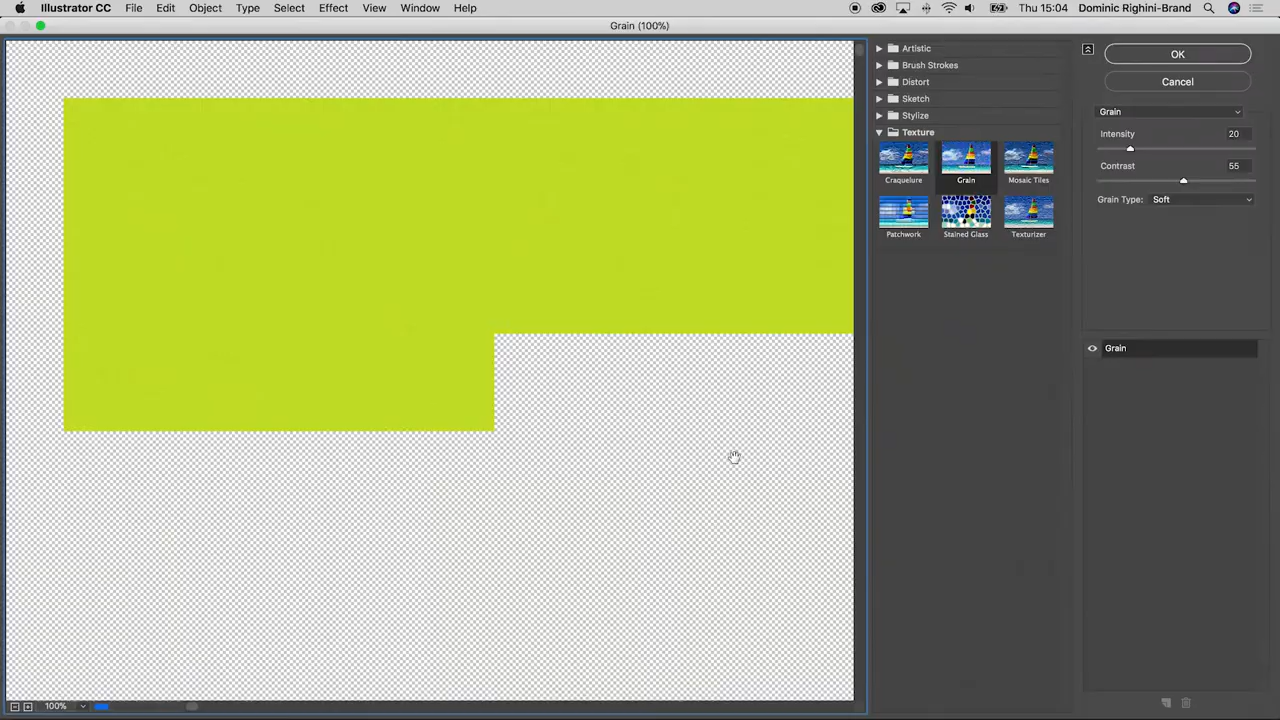 Illustrator CC File Edit Object Type Select Effect View Window Help Thu 15:04 Dominic Righini-Brand
Grain (100%)
Artistic
Brush Strokes
Distort
Sketch
Stylize
Texture
Craquelure Grain Mosaic Tiles
Patchwork Stained Glass Texturizer
OK
Cancel
Grain
Intensity 20
Contrast 55
Grain Type: Soft
Grain
100%